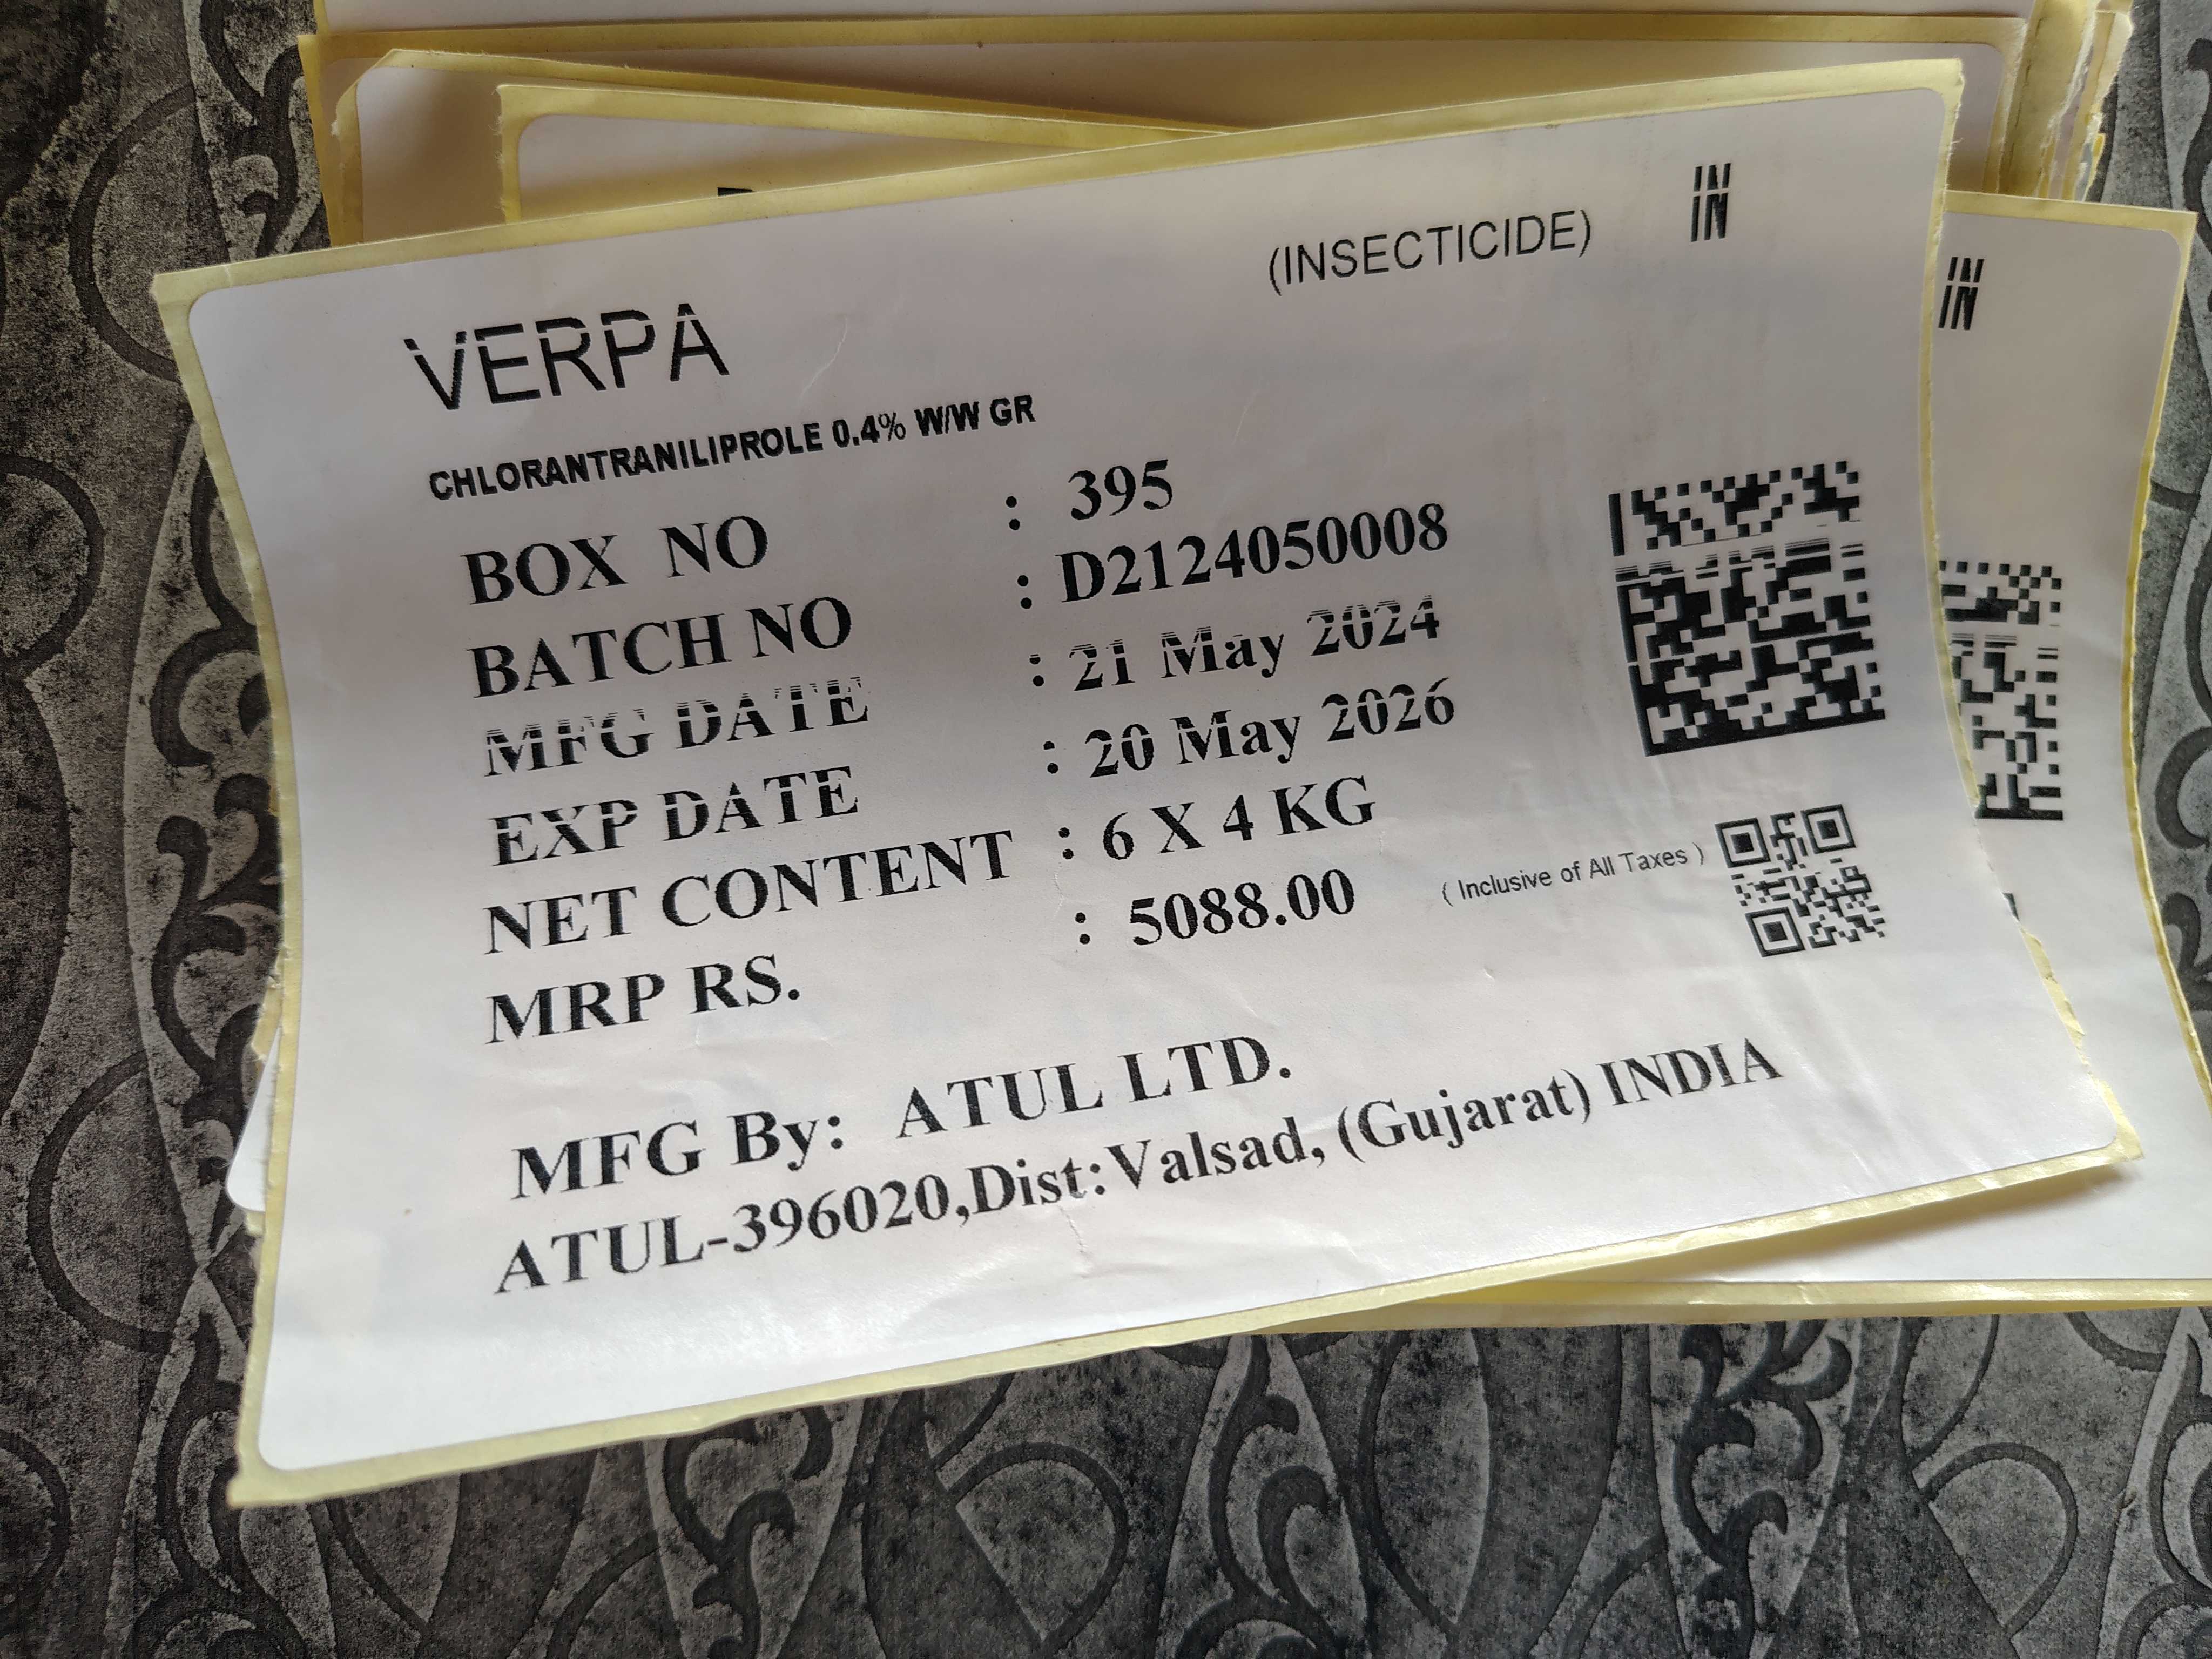 (INSECTICIDE) IN
VERPA
CHLORANTRANILIPROLE 0.4% W/W GR
BOX NO : 395
BATCH NO : D2124050008
MFG DATE : 21 May 2024
EXP DATE : 20 May 2026
NET CONTENT : 6 X 4 KG
MRP RS. : 5088.00 ( Inclusive of All Taxes )
MFG By: ATUL LTD.
ATUL-396020,Dist:Valsad, (Gujarat) INDIA
IN